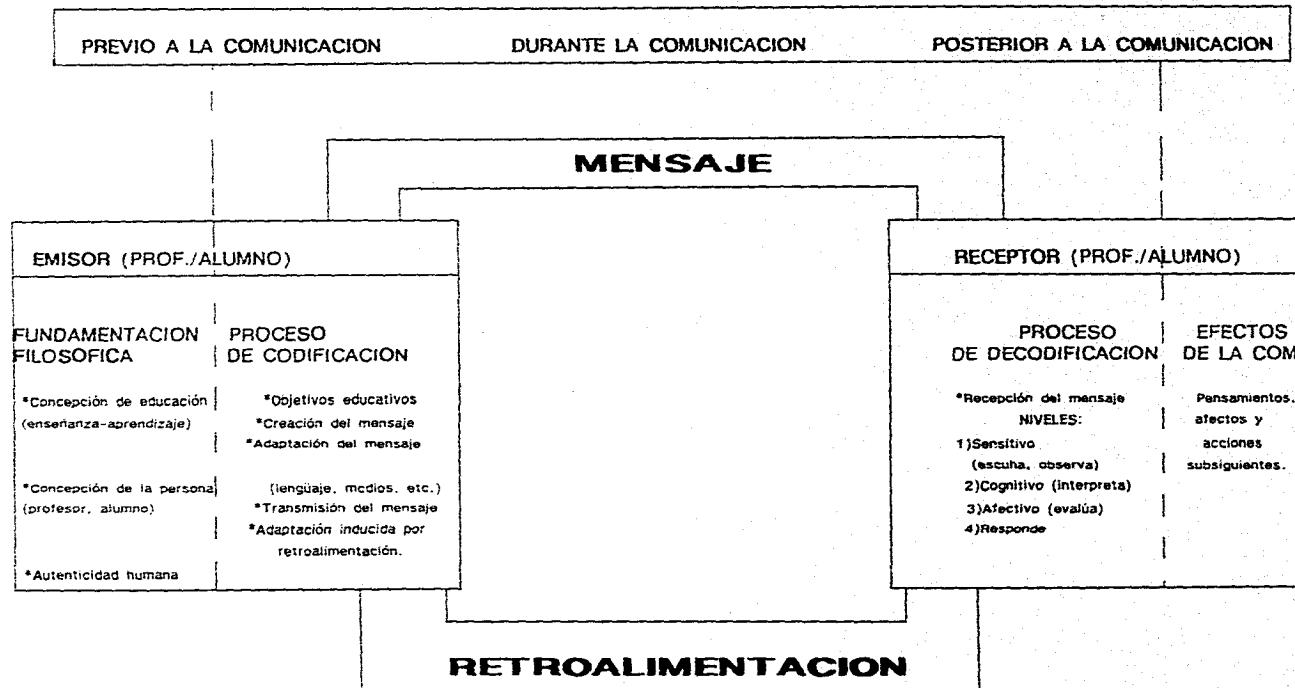 PREVIO A LA COMUNICACION DURANTE LA COMUNICACION POSTERIOR A LA COMUNICACION
MENSAJE
EMISOR (PROF./ALUMNO)
FUNDAMENTACION
FILOSOFICA
*Concepción de educación
(enseñanza-aprendizaje)
*Concepción de la persona
(profesor, alumno)
*Autenticidad humana
PROCESO
DE CODIFICACION
*Objetivos educativos
*Creación del mensaje
*Adaptación del mensaje
(lengüaje, medios, etc.)
*Transmisión del mensaje
*Adaptación inducida por
retroalimentación.
RECEPTOR (PROF./ALUMNO)
PROCESO
DE DECODIFICACION
*Recepción del mensaje
NIVELES:
1)Sensitivo
(escuha, observa)
2)Cognitivo (interpreta)
3)Afectivo (evalúa)
4)Responde
EFECTOS
DE LA COM
Pensamientos,
afectos y
acciones
subsiguientes.
RETROALIMENTACION